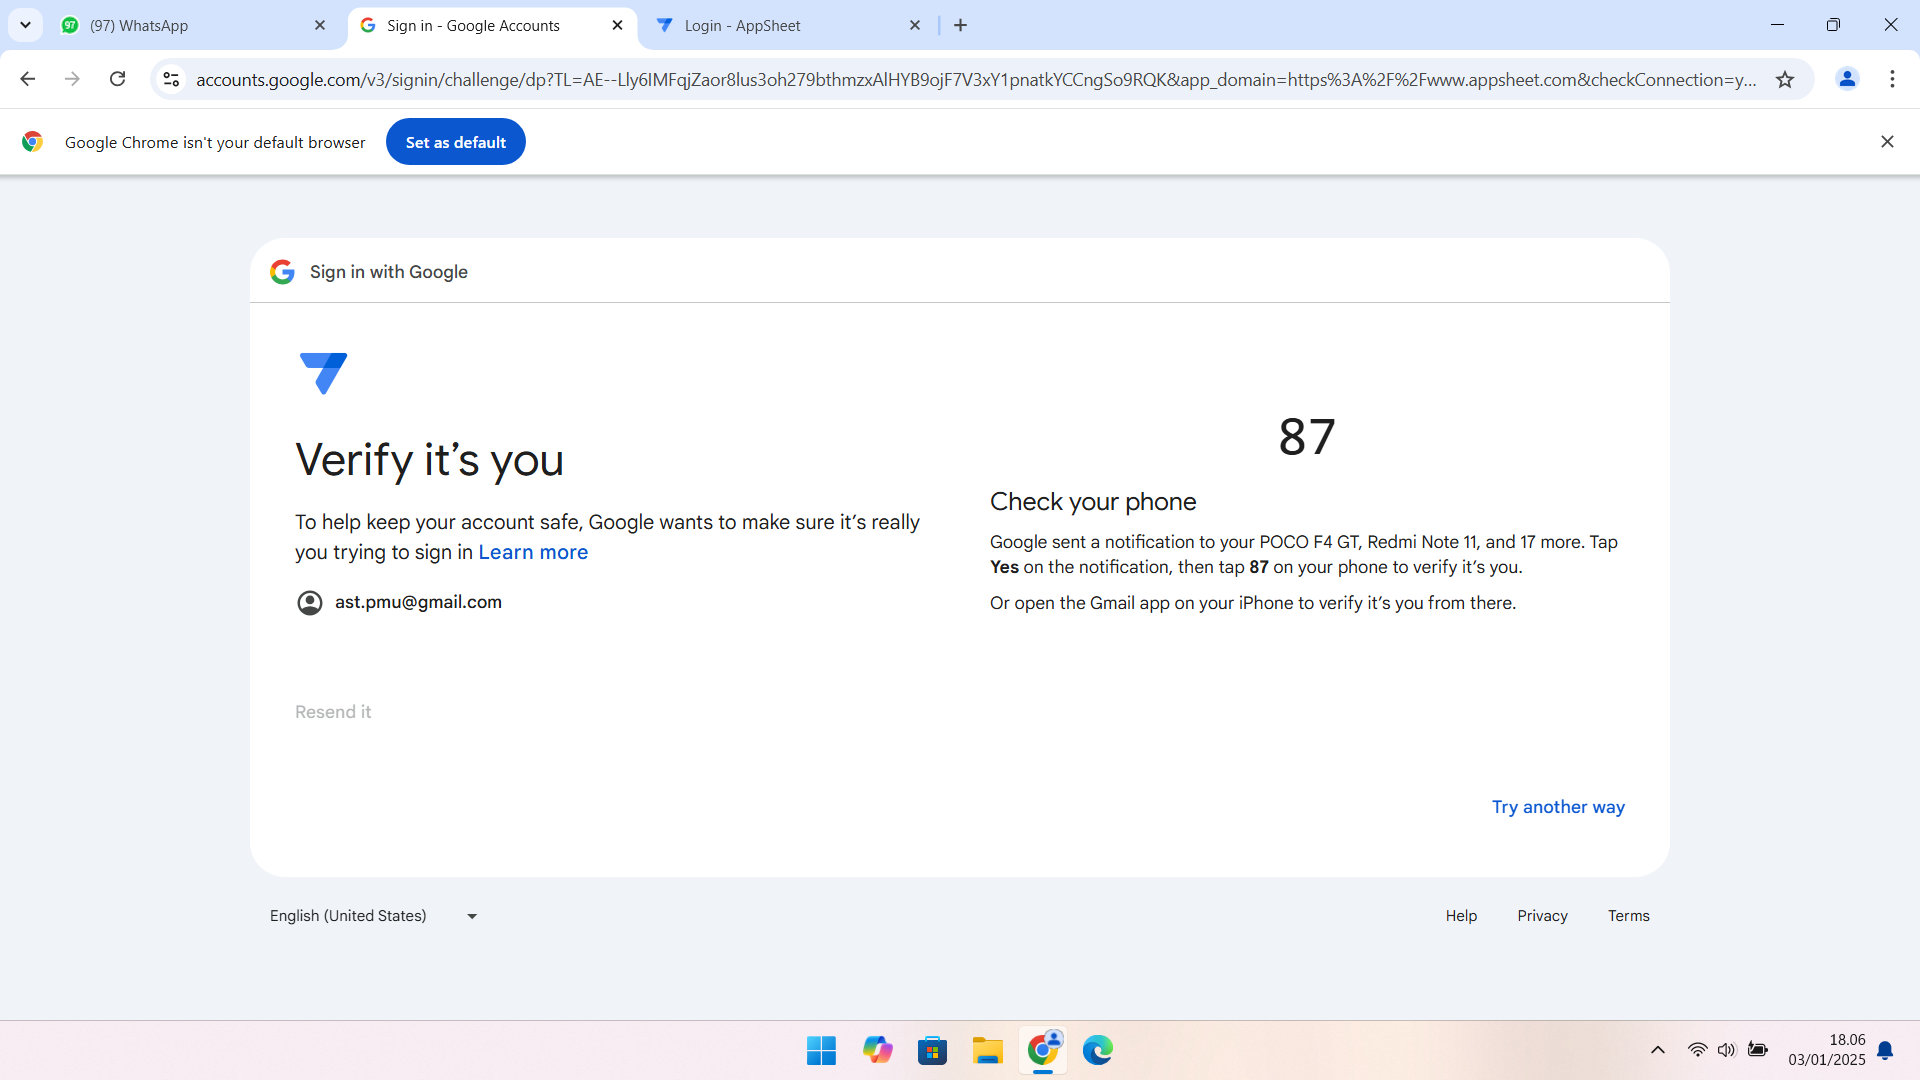 (97) WhatsApp
Sign in - Google Accounts
Login - AppSheet
accounts.google.com/v3/signin/challenge/dp?TL=AE--Lly6IMFqjZaor8lus3oh279bthmzxAlHYB9ojF7V3xY1pnatkYCCngSo9RQK&app_domain=https%3A%2F%2Fwww.appsheet.com&checkConnection=y...
Google Chrome isn't your default browser
Set as default
Sign in with Google
Verify it’s you
To help keep your account safe, Google wants to make sure it’s really
you trying to sign in Learn more
ast.pmu@gmail.com
Resend it
87
Check your phone
Google sent a notification to your POCO F4 GT, Redmi Note 11, and 17 more. Tap
Yes on the notification, then tap 87 on your phone to verify it’s you.
Or open the Gmail app on your iPhone to verify it’s you from there.
Try another way
English (United States)
Help
Privacy
Terms
18.06
03/01/2025